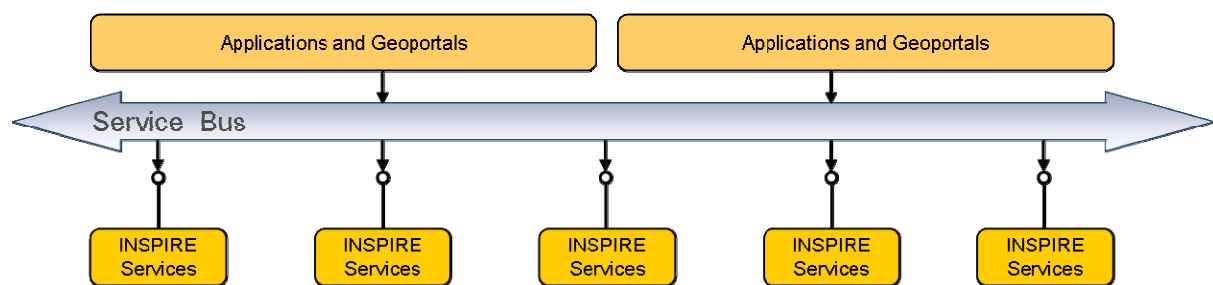 Applications and Geoportals
Applications and Geoportals
Service Bus
INSPIRE
Services
INSPIRE
Services
INSPIRE
Services
INSPIRE
Services
INSPIRE
Services